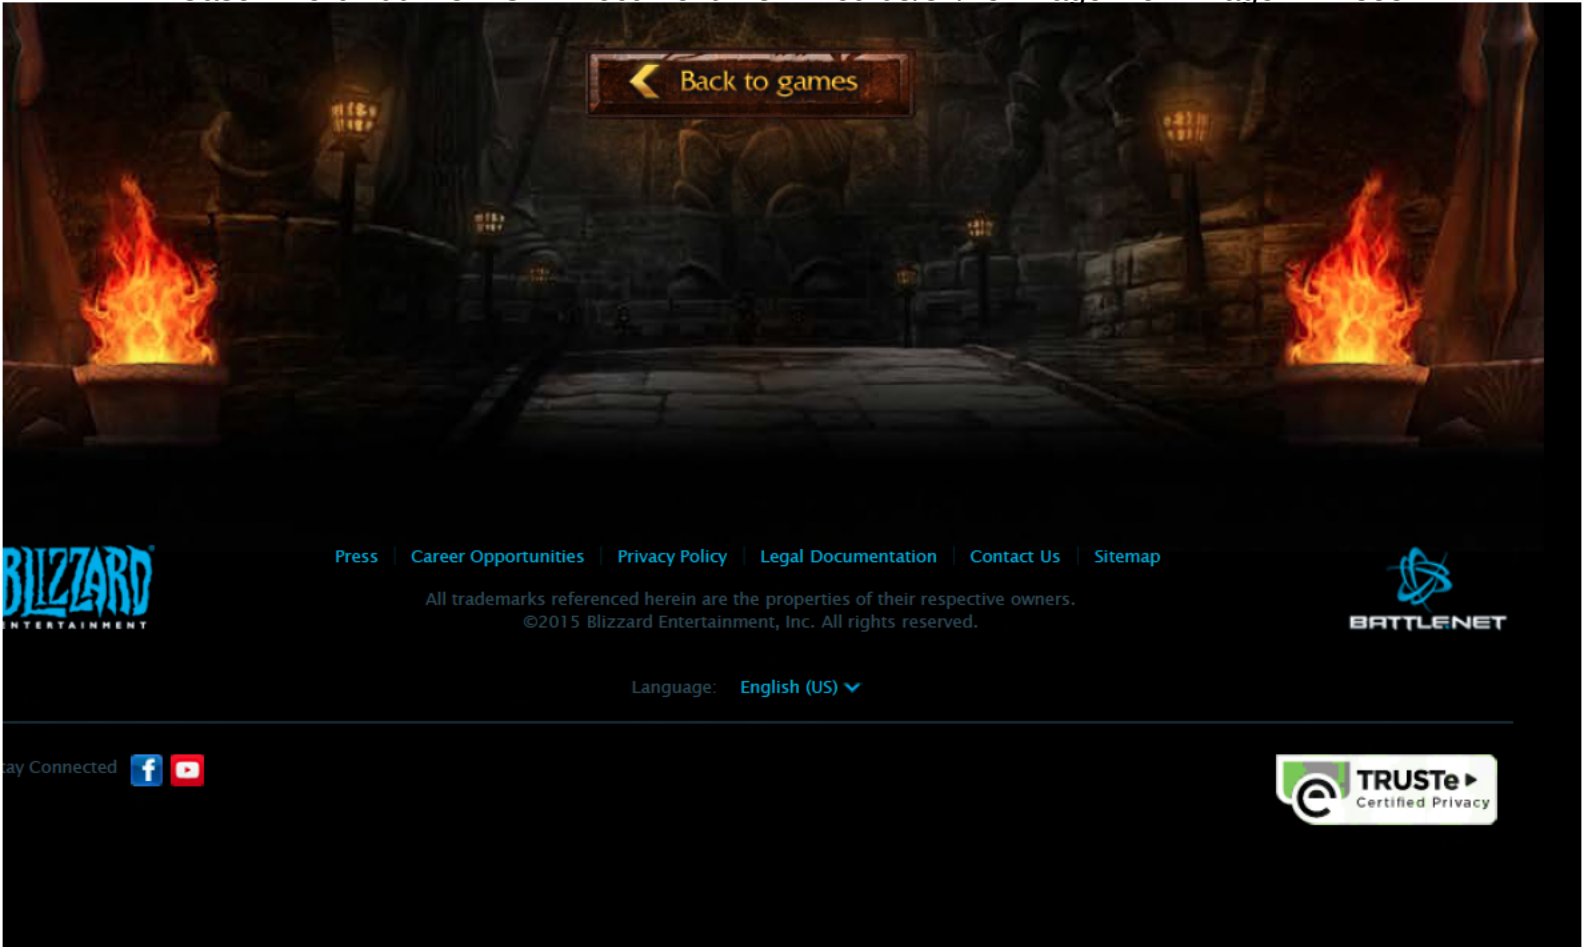 Back to games
BLIZZARD
ENTERTAINMENT
Press Career Opportunities Privacy Policy Legal Documentation Contact Us Sitemap
All trademarks referenced herein are the properties of their respective owners.
©2015 Blizzard Entertainment, Inc. All rights reserved.
BATTLE.NET
Language: English (US)
tay Connected
TRUSTe
Certified Privacy